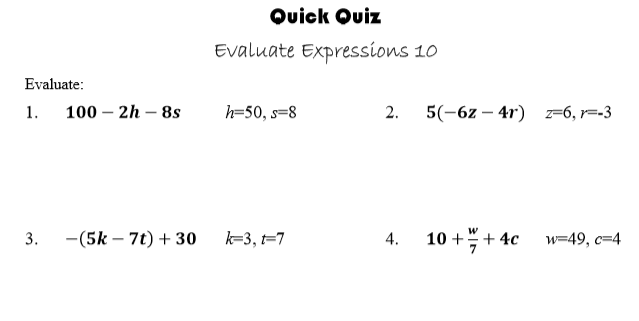 Quick Quiz
Evaluate Expressions 10
Evaluate:
1. 100 – 2h – 8s h=50, s=8 2. 5(−6z – 4r) z=6, r=-3
3. −(5k – 7t) + 30 k=3, t=7 4. 10 + w/7 + 4c w=49, c=4